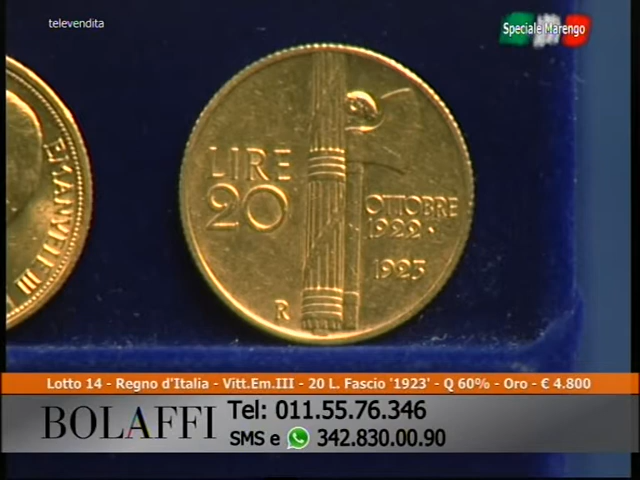 televendita
Speciale Marengo
EMANVELE III
LIRE
20
OTTOBRE
1922 ·
1923
R
Lotto 14 - Regno d'Italia - Vitt.Em.III - 20 L. Fascio '1923' - Q 60% - Oro - € 4.800
BOLAFFI
Tel: 011.55.76.346
SMS e 342.830.00.90